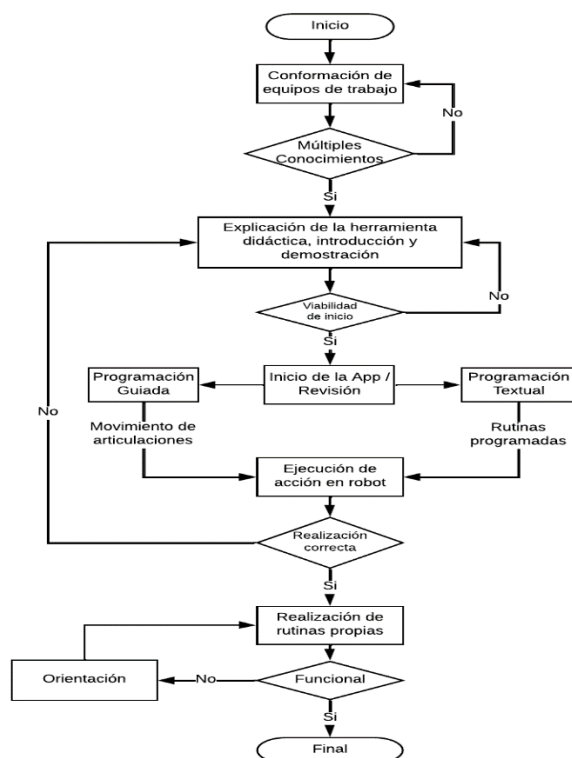 Inicio
Conformación de
equipos de trabajo
No
Múltiples
Conocimientos
Si
Explicación de la herramienta
didáctica, introducción y
demostración
Viabilidad
de inicio
No
Si
Programación
Guiada
Inicio de la App /
Revisión
Programación
Textual
No
Movimiento de
articulaciones
Rutinas
programadas
Ejecución de
acción en robot
Realización
correcta
Si
Realización de
rutinas propias
Orientación
No
Funcional
Si
Final